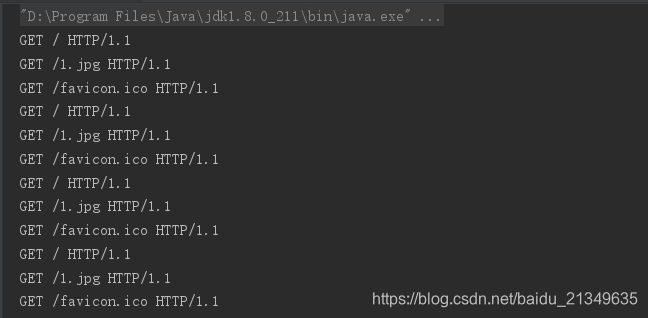 "D:\Program Files\Java\jdk1.8.0_211\bin\java.exe" ...
GET / HTTP/1.1
GET /1.jpg HTTP/1.1
GET /favicon.ico HTTP/1.1
GET / HTTP/1.1
GET /1.jpg HTTP/1.1
GET /favicon.ico HTTP/1.1
GET / HTTP/1.1
GET /1.jpg HTTP/1.1
GET /favicon.ico HTTP/1.1
GET / HTTP/1.1
GET /1.jpg HTTP/1.1
GET /favicon.ico HTTP/1.1
https://blog.csdn.net/baidu_21349635